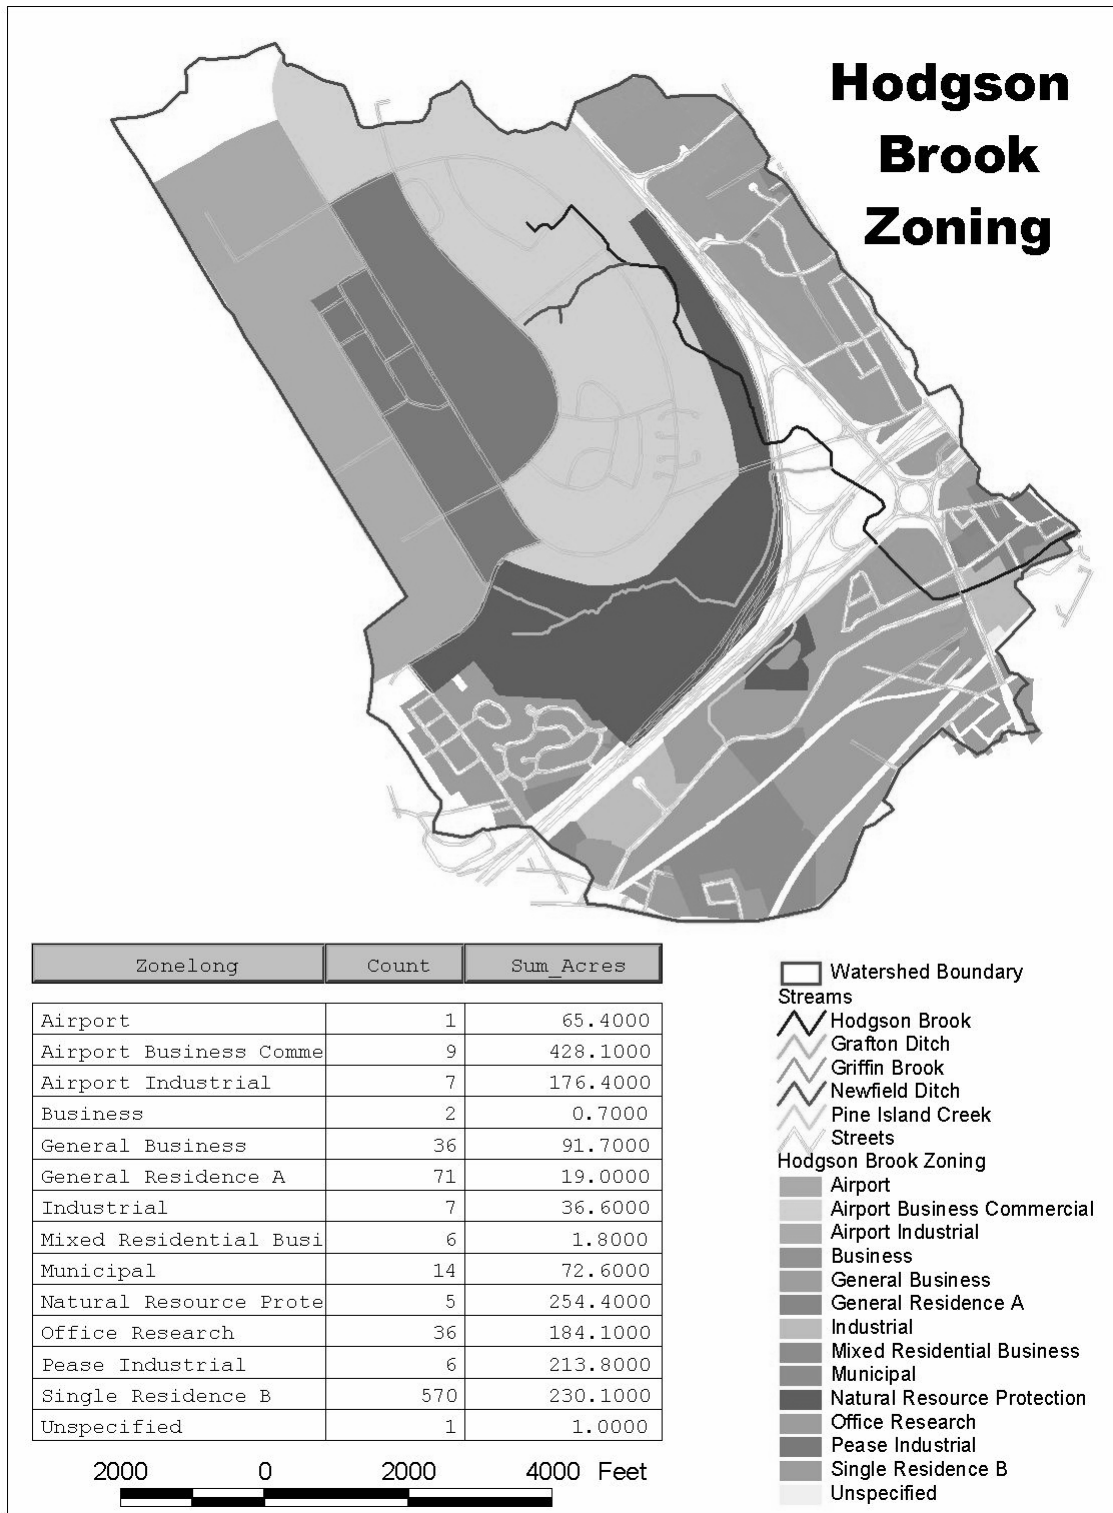 Hodgson
Brook
Zoning
Zonelong Count Sum_Acres
Airport 1 65.4000
Airport Business Comme 9 428.1000
Airport Industrial 7 176.4000
Business 2 0.7000
General Business 36 91.7000
General Residence A 71 19.0000
Industrial 7 36.6000
Mixed Residential Busi 6 1.8000
Municipal 14 72.6000
Natural Resource Prote 5 254.4000
Office Research 36 184.1000
Pease Industrial 6 213.8000
Single Residence B 570 230.1000
Unspecified 1 1.0000
2000 0 2000 4000 Feet
Watershed Boundary
Streams
Hodgson Brook
Grafton Ditch
Griffin Brook
Newfield Ditch
Pine Island Creek
Streets
Hodgson Brook Zoning
Airport
Airport Business Commercial
Airport Industrial
Business
General Business
General Residence A
Industrial
Mixed Residential Business
Municipal
Natural Resource Protection
Office Research
Pease Industrial
Single Residence B
Unspecified